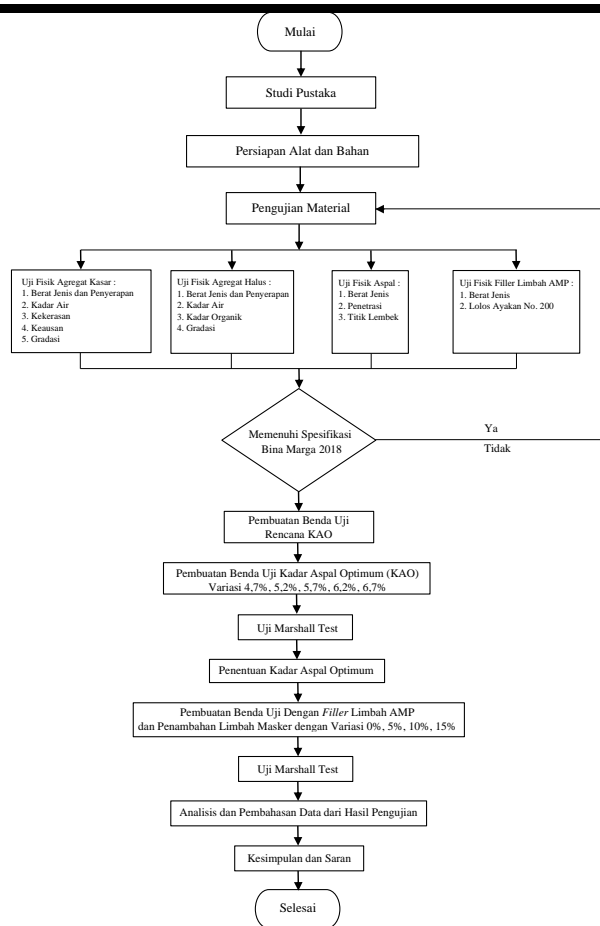 Mulai
Studi Pustaka
Persiapan Alat dan Bahan
Pengujian Material
Uji Fisik Agregat Kasar :
1. Berat Jenis dan Penyerapan
2. Kadar Air
3. Kekerasan
4. Keausan
5. Gradasi
Uji Fisik Agregat Halus :
1. Berat Jenis dan Penyerapan
2. Kadar Air
3. Kadar Organik
4. Gradasi
Uji Fisik Aspal :
1. Berat Jenis
2. Penetrasi
3. Titik Lembek
Uji Fisik Filler Limbah AMP :
1. Berat Jenis
2. Lolos Ayakan No. 200
Memenuhi Spesifikasi
Bina Marga 2018
Ya
Tidak
Pembuatan Benda Uji
Rencana KAO
Pembuatan Benda Uji Kadar Aspal Optimum (KAO)
Variasi 4,7%, 5,2%, 5,7%, 6,2%, 6,7%
Uji Marshall Test
Penentuan Kadar Aspal Optimum
Pembuatan Benda Uji Dengan Filler Limbah AMP
dan Penambahan Limbah Masker dengan Variasi 0%, 5%, 10%, 15%
Uji Marshall Test
Analisis dan Pembahasan Data dari Hasil Pengujian
Kesimpulan dan Saran
Selesai